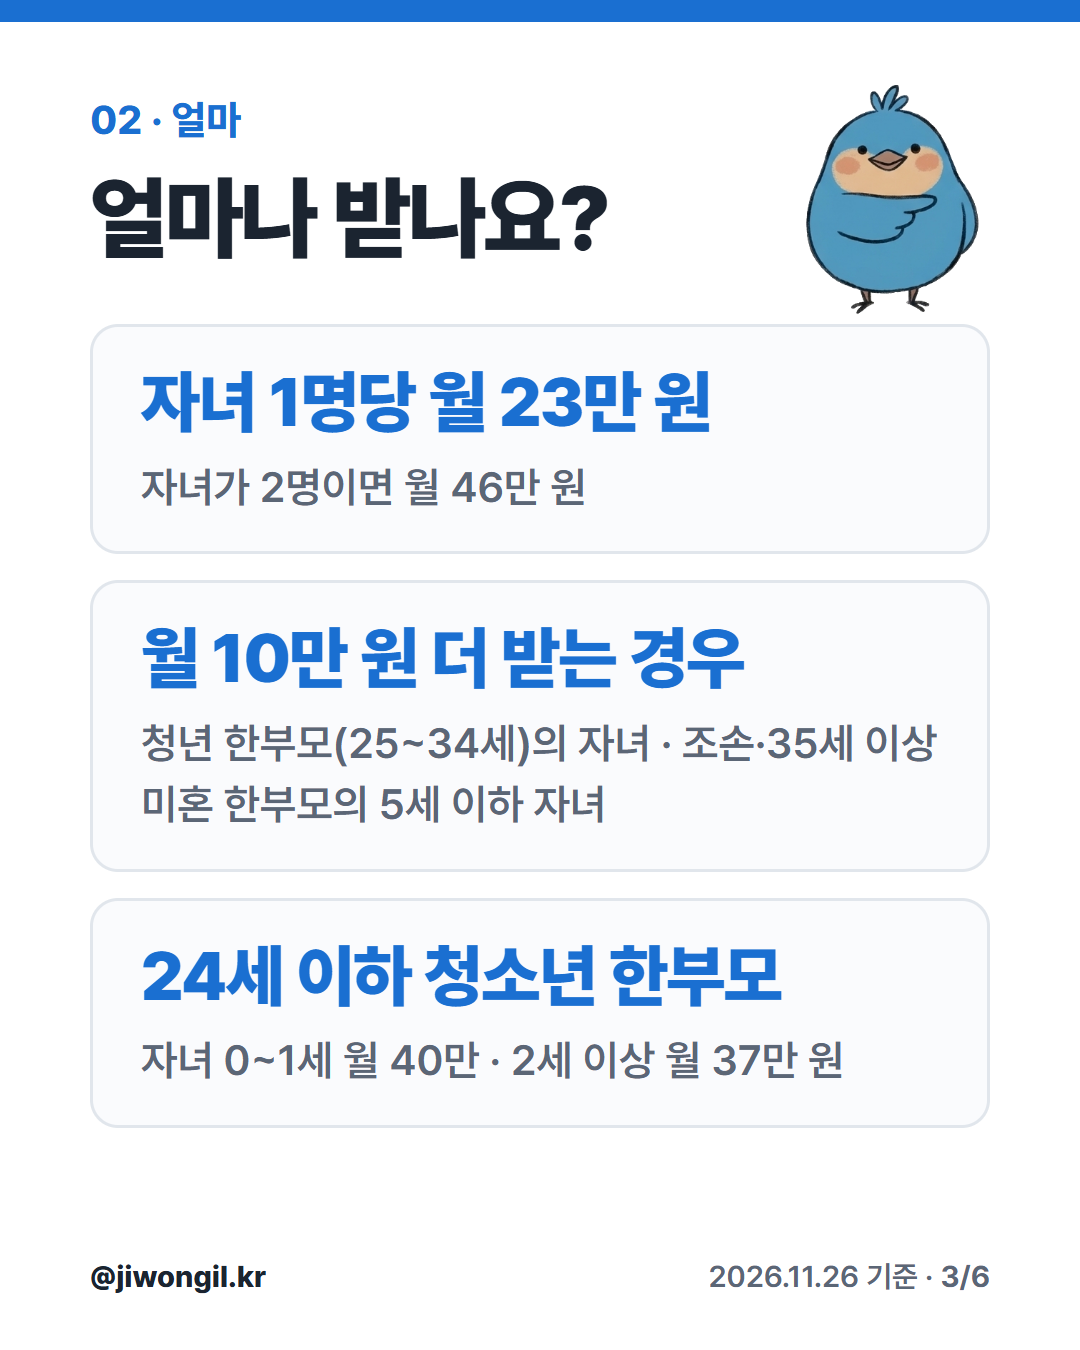 02 · 얼마
얼마나 받나요?
자녀 1명당 월 23만 원
자녀가 2명이면 월 46만 원
월 10만 원 더 받는 경우
청년 한부모(25~34세)의 자녀 · 조손·35세 이상
미혼 한부모의 5세 이하 자녀
24세 이하 청소년 한부모
자녀 0~1세 월 40만 · 2세 이상 월 37만 원
@jiwongil.kr
2026.11.26 기준 · 3/6